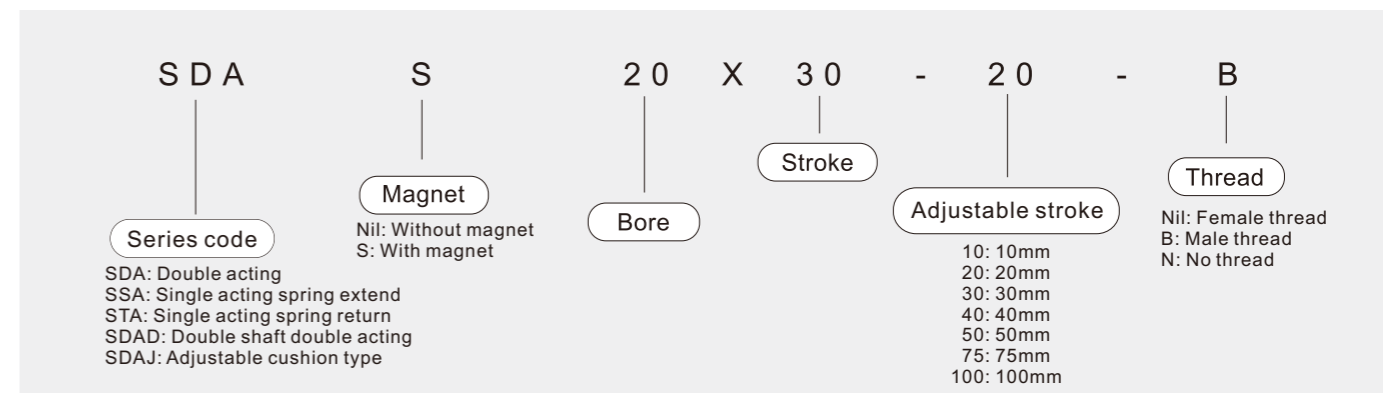 SDA S 20 X 30 - 20 - B
Series code
SDA: Double acting
SSA: Single acting spring extend
STA: Single acting spring return
SDAD: Double shaft double acting
SDAJ: Adjustable cushion type
Magnet
Nil: Without magnet
S: With magnet
Bore
Stroke
Adjustable stroke
10: 10mm
20: 20mm
30: 30mm
40: 40mm
50: 50mm
75: 75mm
100: 100mm
Thread
Nil: Female thread
B: Male thread
N: No thread